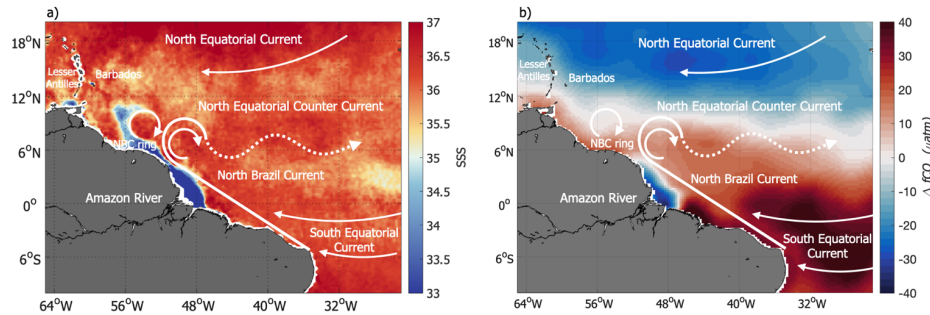 a)
18°N
12°N
6°N
0°
6°S
64°W
56°W
48°W
40°W
32°W
North Equatorial Current
Lesser
Antilles
Barbados
North Equatorial Counter Current
NBC ring
North Brazil Current
Amazon River
South Equatorial
Current
37
36.5
36
35.5
35
34.5
34
33.5
33
SSS
b)
18°N
12°N
6°N
0°
6°S
64°W
56°W
48°W
40°W
32°W
North Equatorial Current
Lesser
Antilles
Barbados
North Equatorial Counter Current
NBC ring
North Brazil Current
Amazon River
South Equatorial
Current
40
30
20
10
0
-10
-20
-30
-40
Δ fCO₂ (μatm)